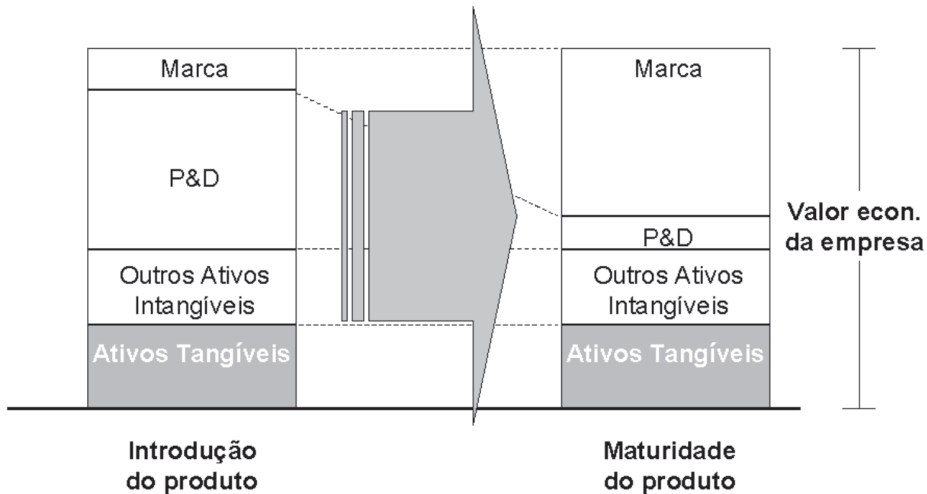 Marca
P&D
Outros Ativos
Intangíveis
Ativos Tangíveis
Introdução
do produto
Marca
P&D
Outros Ativos
Intangíveis
Ativos Tangíveis
Maturidade
do produto
Valor econ.
da empresa